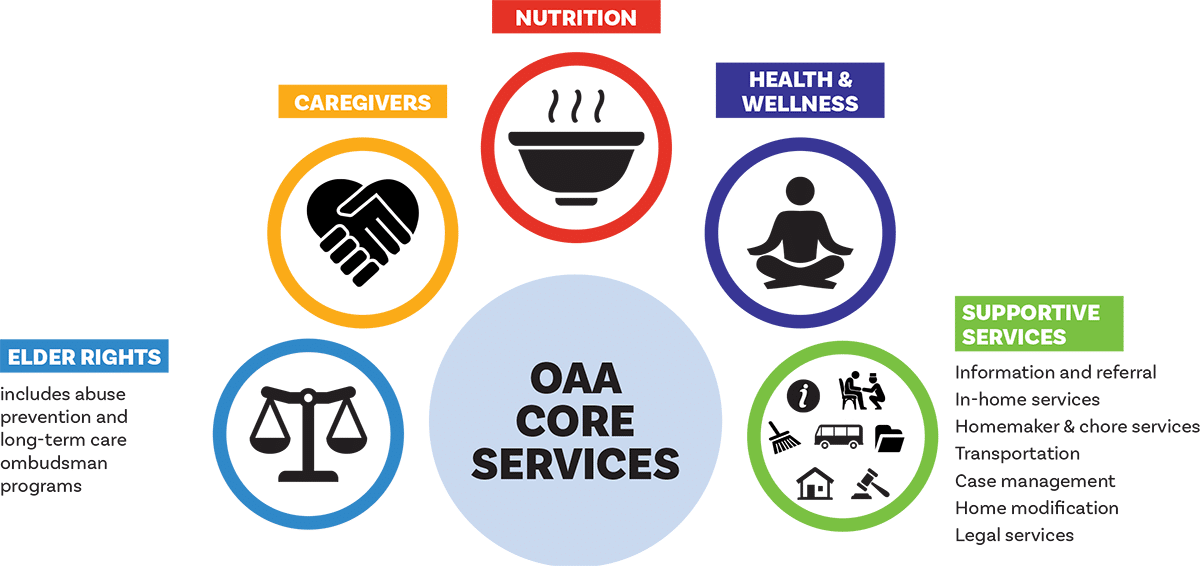 NUTRITION
CAREGIVERS
HEALTH &
WELLNESS
ELDER RIGHTS
includes abuse
prevention and
long-term care
ombudsman
programs
OAA
CORE
SERVICES
SUPPORTIVE
SERVICES
Information and referral
In-home services
Homemaker & chore services
Transportation
Case management
Home modification
Legal services